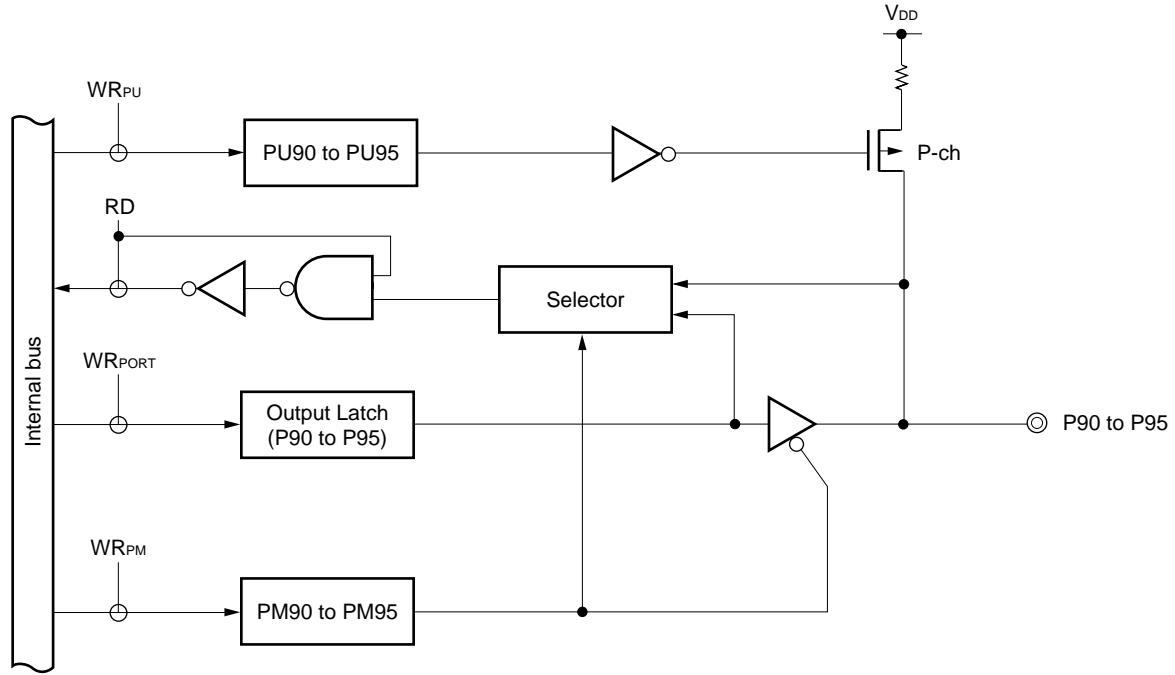 VDD
WRPU
PU90 to PU95
P-ch
RD
Selector
Internal bus
WRPORT
Output Latch
(P90 to P95)
P90 to P95
WRPM
PM90 to PM95